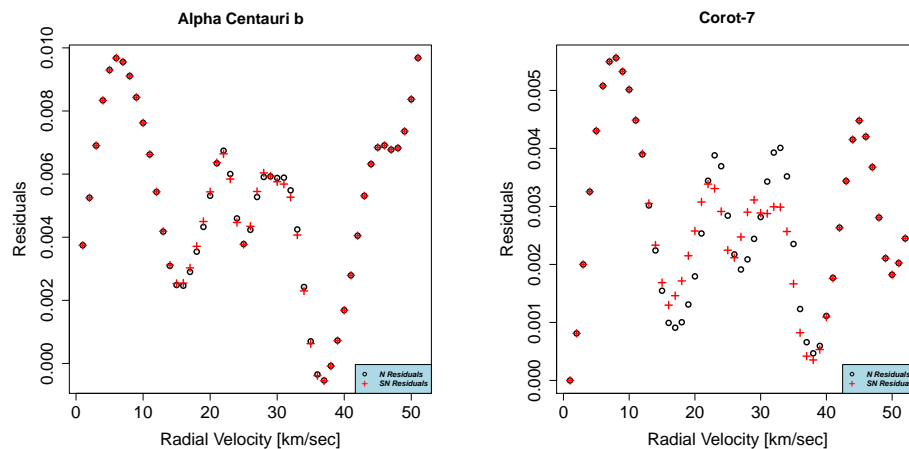 Alpha Centauri b
Residuals
0.000 0.002 0.004 0.006 0.008 0.010
0 10 20 30 40 50
Radial Velocity [km/sec]
N Residuals
SN Residuals
Corot-7
Residuals
0.000 0.001 0.002 0.003 0.004 0.005
0 10 20 30 40 50
Radial Velocity [km/sec]
N Residuals
SN Residuals